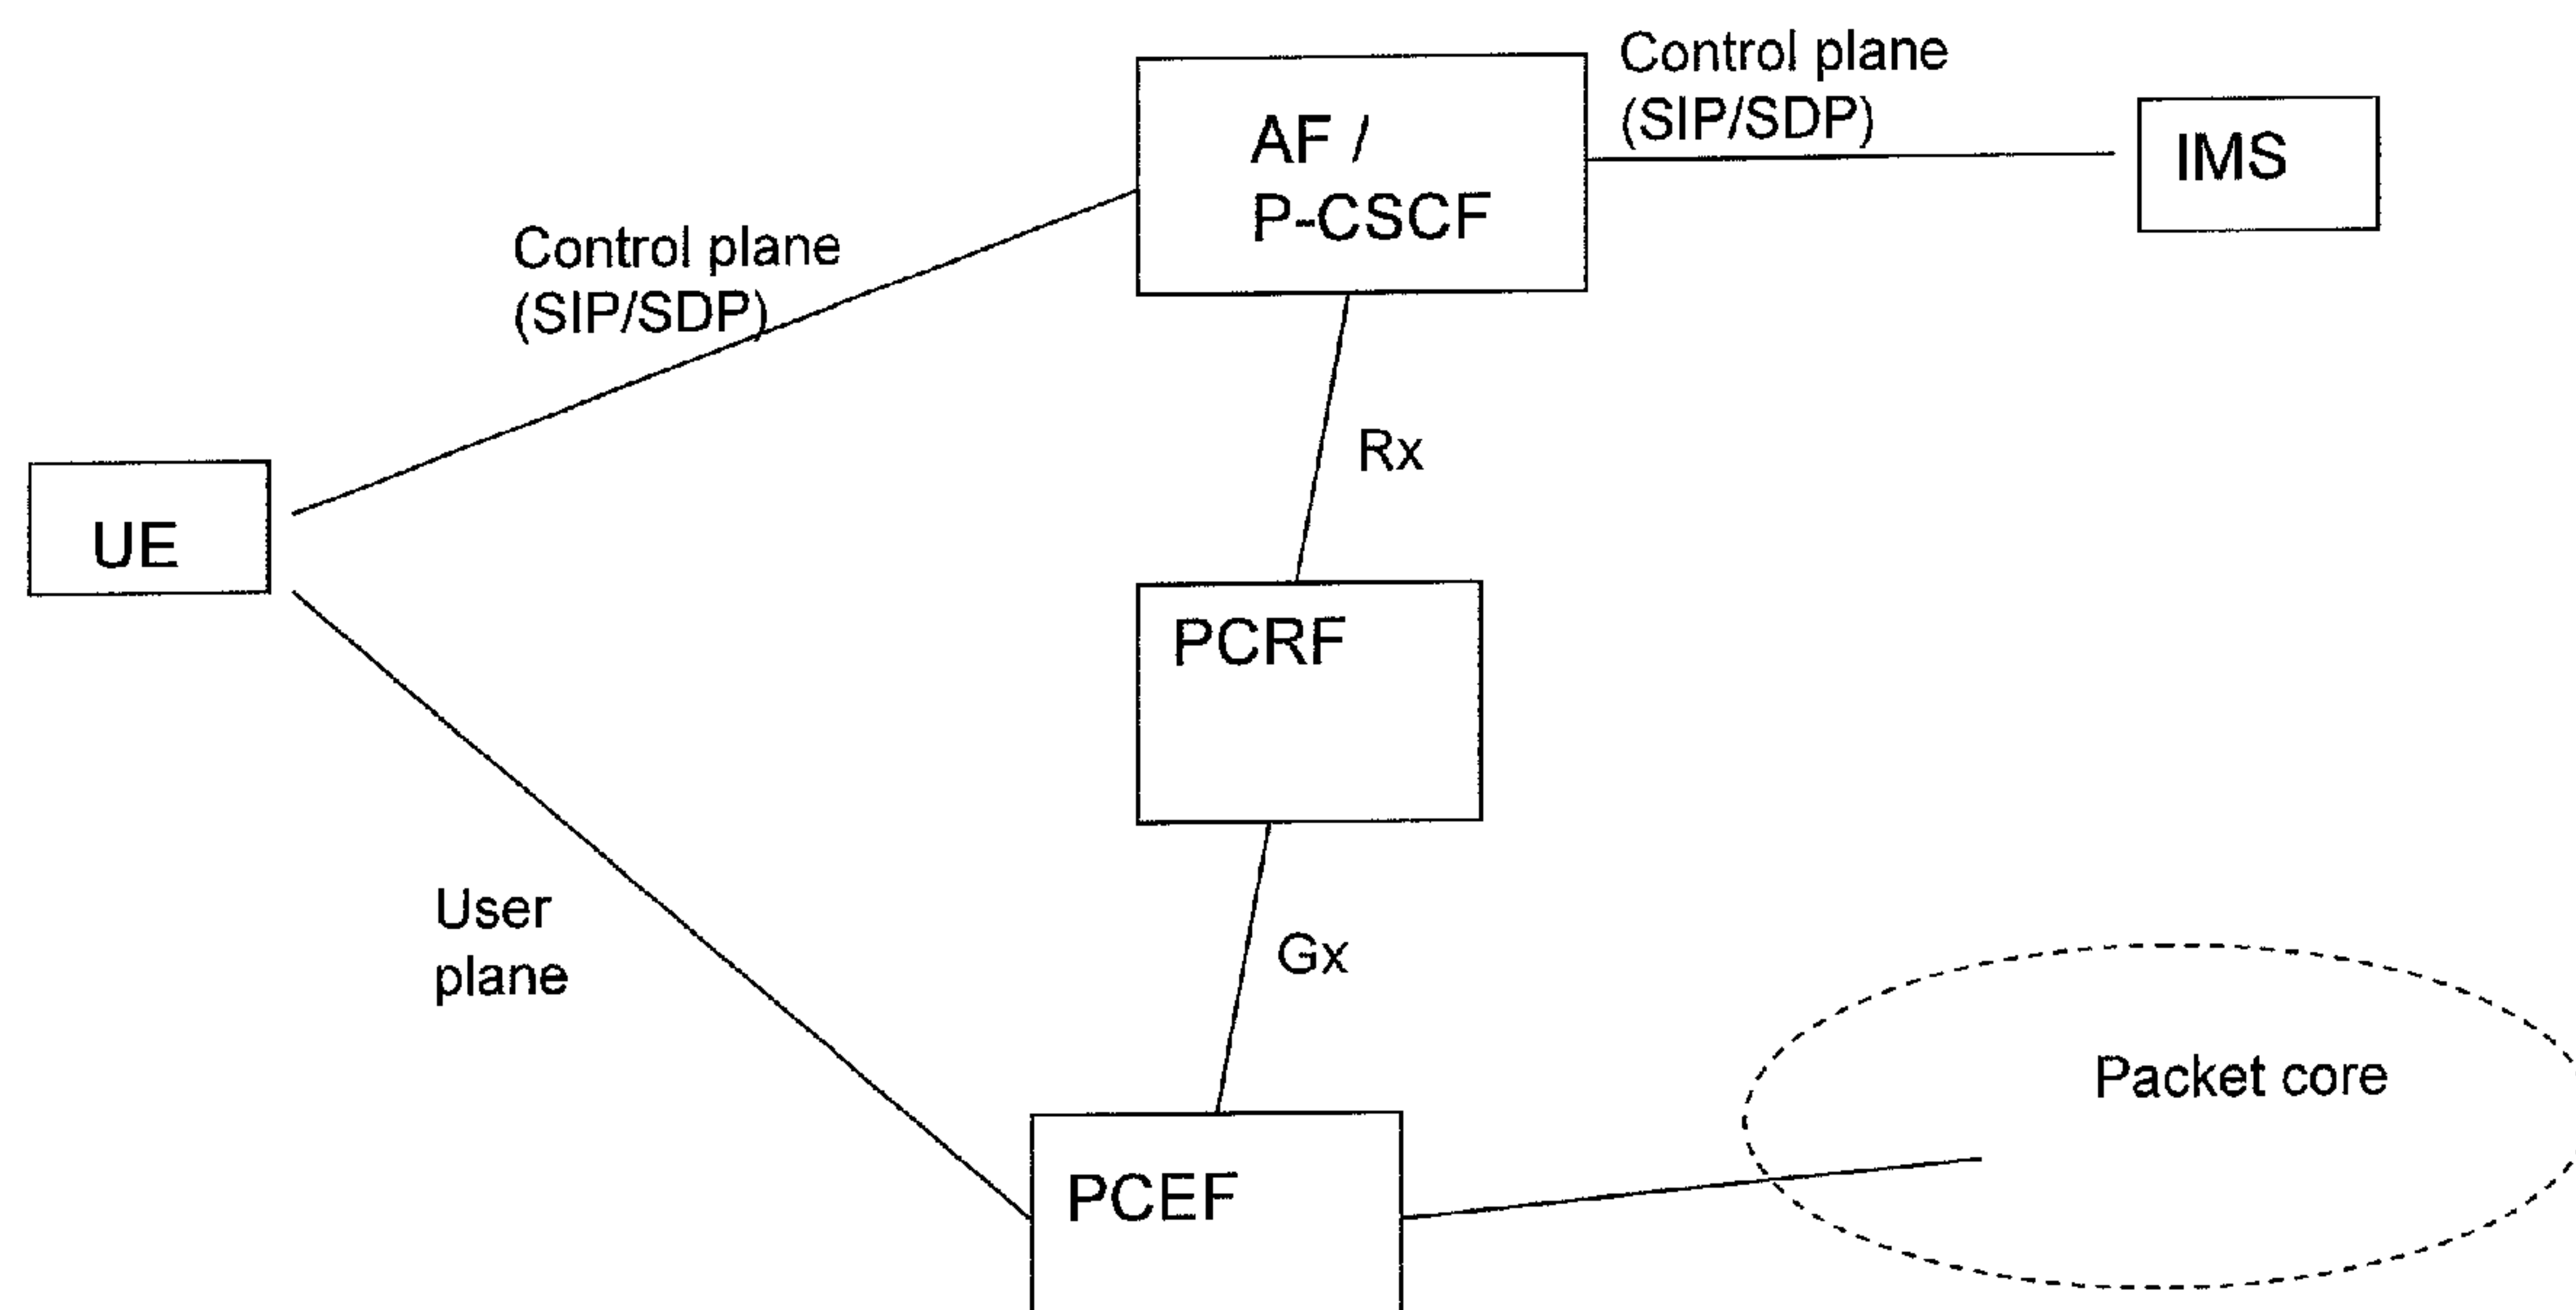 Control plane
(SIP/SDP)
AF /
P-CSCF
IMS
Control plane
(SIP/SDP)
Rx
UE
PCRF
User
plane
Gx
Packet core
PCEF